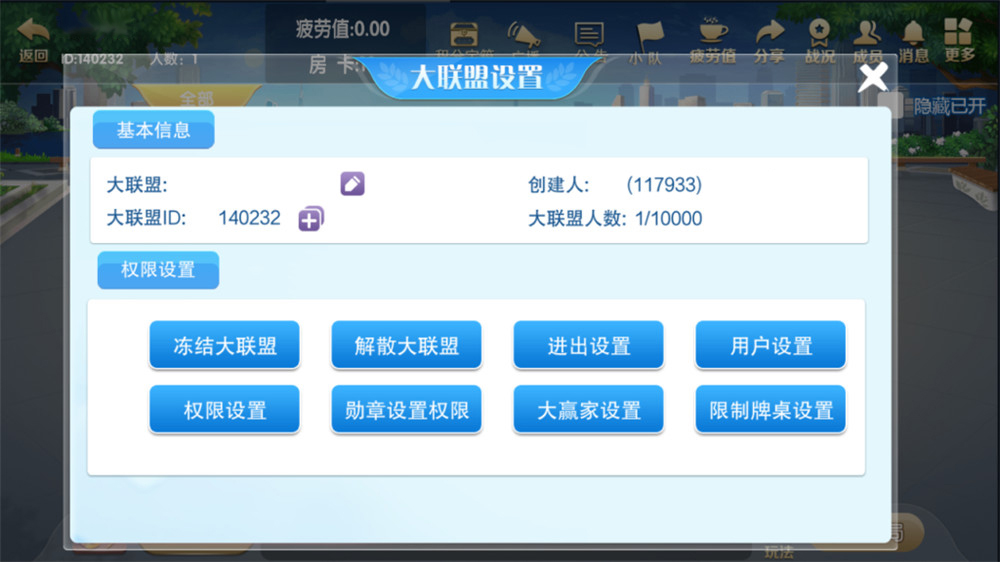 疲劳值:0.00
返回
ID:140232 人数: 1
房 卡:
公告
小队
疲劳值
分享
战况
成员
消息
更多
大联盟设置
全部
隐藏已开
基本信息
大联盟:
创建人: (117933)
大联盟ID: 140232
大联盟人数: 1/10000
权限设置
冻结大联盟
解散大联盟
进出设置
用户设置
权限设置
勋章设置权限
大赢家设置
限制牌桌设置
局
玩法